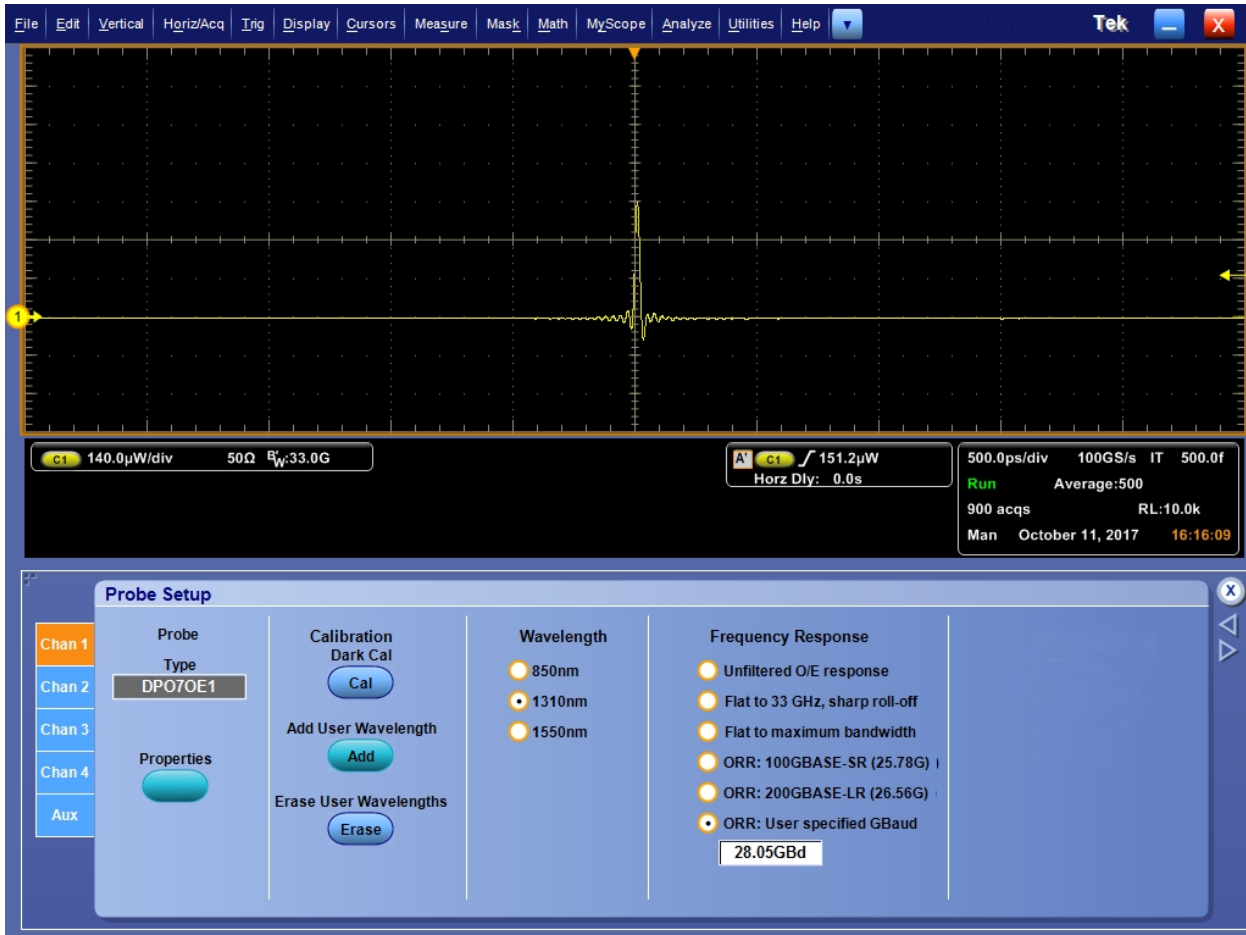 File Edit Vertical Horiz/Acq Trig Display Cursors Measure Mask Math MyScope Analyze Utilities Help Tek X
1
C1 140.0µW/div 50Ω BW:33.0G
A' C1 151.2µW
Horz Dly: 0.0s
500.0ps/div 100GS/s IT 500.0f
Run Average:500
900 acqs RL:10.0k
Man October 11, 2017 16:16:09
Probe Setup
X
Chan 1
Chan 2
Chan 3
Chan 4
Aux
Probe
Type
DPO7OE1
Properties
Calibration
Dark Cal
Cal
Add User Wavelength
Add
Erase User Wavelengths
Erase
Wavelength
850nm
1310nm
1550nm
Frequency Response
Unfiltered O/E response
Flat to 33 GHz, sharp roll-off
Flat to maximum bandwidth
ORR: 100GBASE-SR (25.78G)
ORR: 200GBASE-LR (26.56G)
ORR: User specified GBaud
28.05GBd